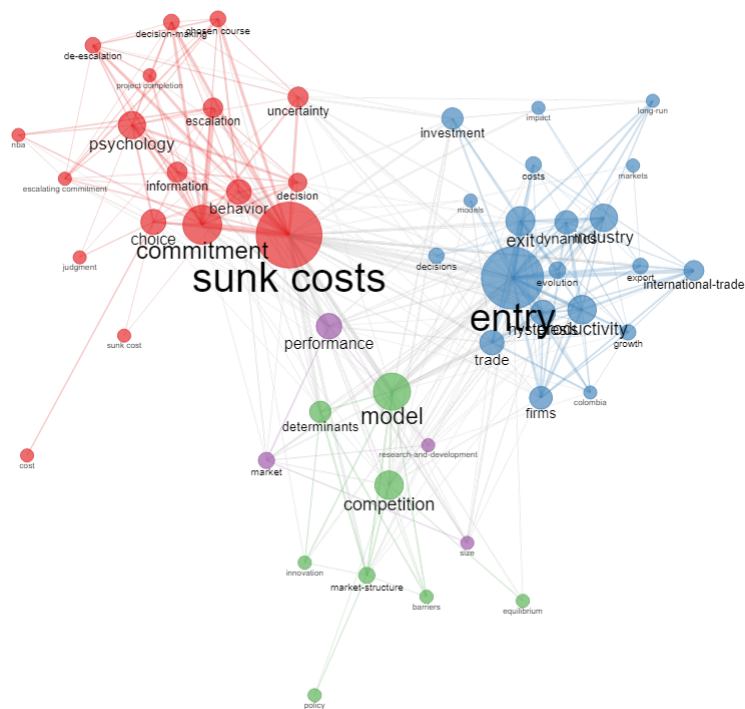 decision-making
chosen course
de-escalation
project completion
long-run
escalation
uncertainty
impact
investment
nba
psychology
costs
markets
escalating commitment
information
decision
behavior
models
choice
commitment
exit
dynamics
industry
judgment
sunk costs
decisions
evolution
export
international-trade
entry
hysteresis
productivity
performance
sunk cost
trade
growth
model
colombia
firms
determinants
cost
market
research-and-development
competition
size
innovation
market-structure
barriers
equilibrium
policy